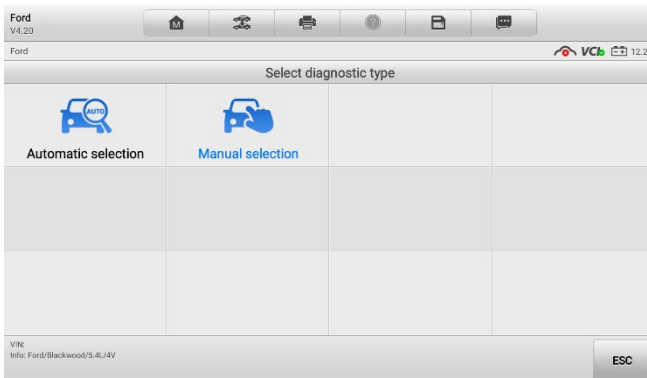 Ford
V4.20
M
?
Ford
VCI
12.2
Select diagnostic type
AUTO
Automatic selection
Manual selection
VIN:
Info: Ford/Blackwood/5.4L/4V
ESC